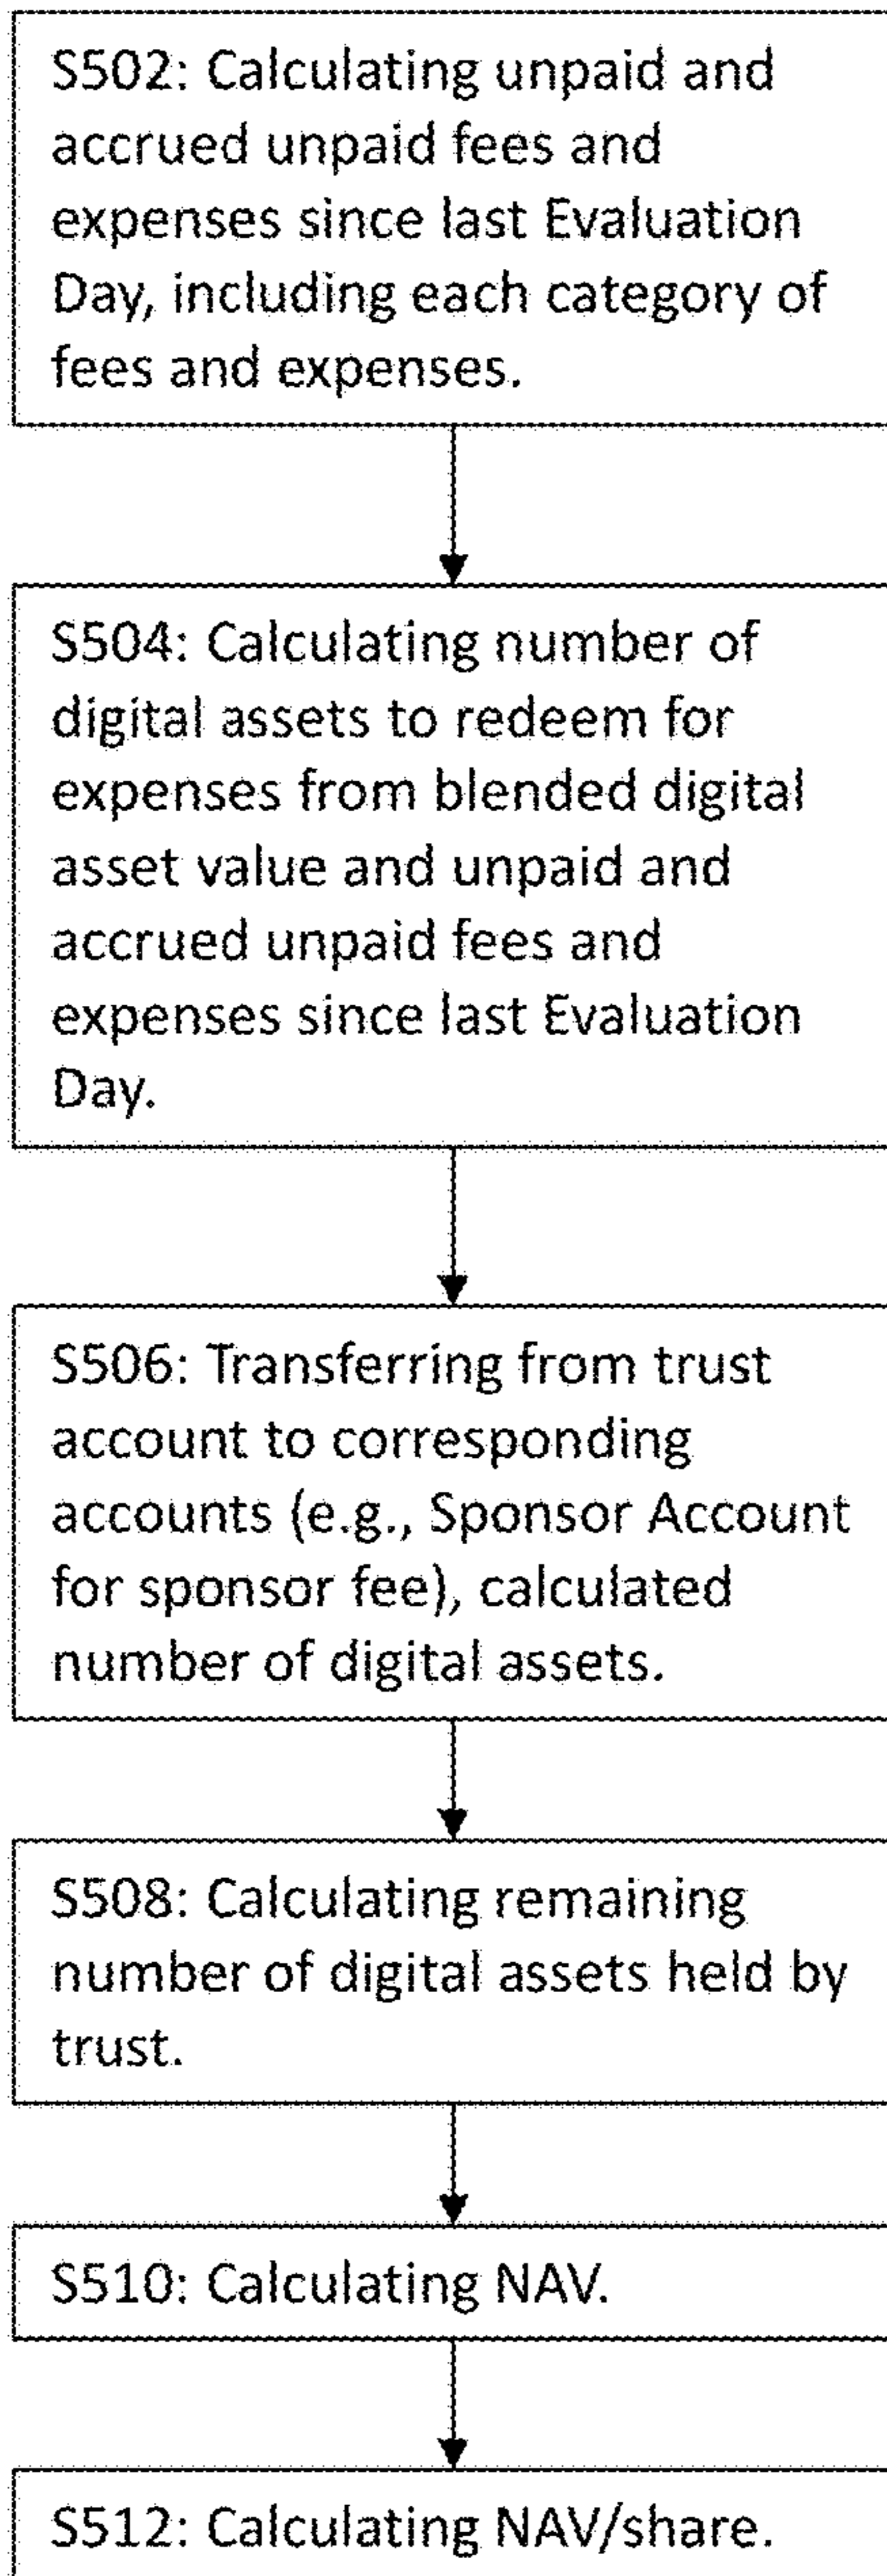 S502: Calculating unpaid and
accrued unpaid fees and
expenses since last Evaluation
Day, including each category of
fees and expenses.
S504: Calculating number of
digital assets to redeem for
expenses from blended digital
asset value and unpaid and
accrued unpaid fees and
expenses since last Evaluation
Day.
S506: Transferring from trust
account to corresponding
accounts (e.g., Sponsor Account
for sponsor fee), calculated
number of digital assets.
S508: Calculating remaining
number of digital assets held by
trust.
S510: Calculating NAV.
S512: Calculating NAV/share.